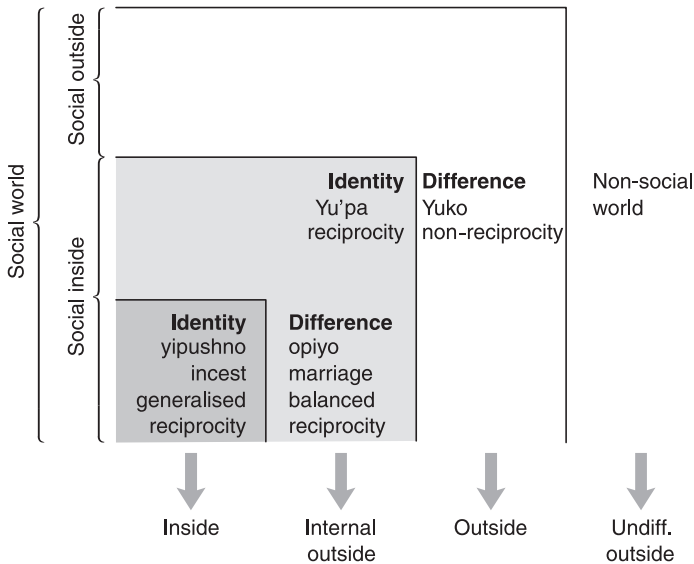 Social world
Social outside
Social inside
Identity
Yu'pa
reciprocity
Difference
Yuko
non-reciprocity
Non-social
world
Identity
yipushno
incest
generalised
reciprocity
Difference
opiyo
marriage
balanced
reciprocity
Inside
Internal
outside
Outside
Undiff.
outside